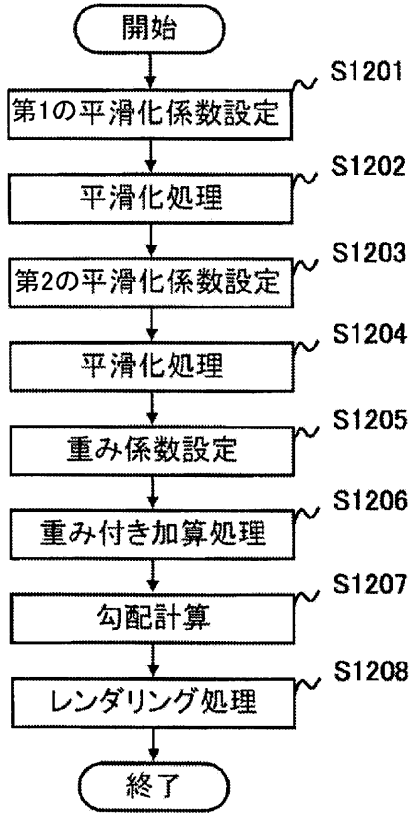 開始
S1201
第1の平滑化係数設定
S1202
平滑化処理
S1203
第2の平滑化係数設定
S1204
平滑化処理
S1205
重み係数設定
S1206
重み付き加算処理
S1207
勾配計算
S1208
レンダリング処理
終了